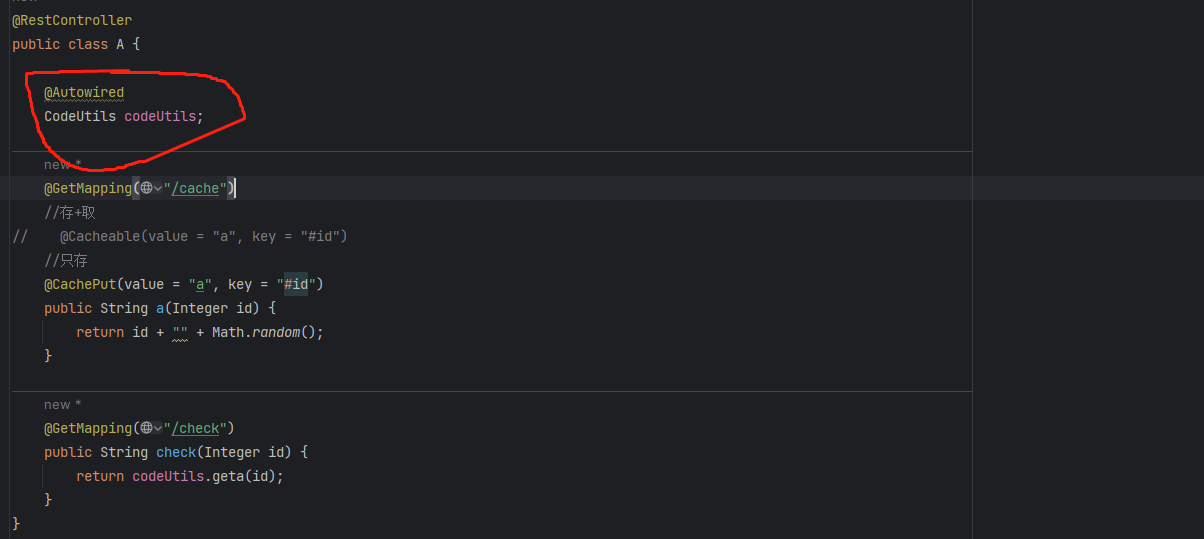 @RestController
public class A {
@Autowired
CodeUtils codeUtils;
new *
@GetMapping("/cache")
//存+取
//    @Cacheable(value = "a", key = "#id")
//只存
@CachePut(value = "a", key = "#id")
public String a(Integer id) {
return id + "" + Math.random();
}
new *
@GetMapping("/check")
public String check(Integer id) {
return codeUtils.geta(id);
}
}